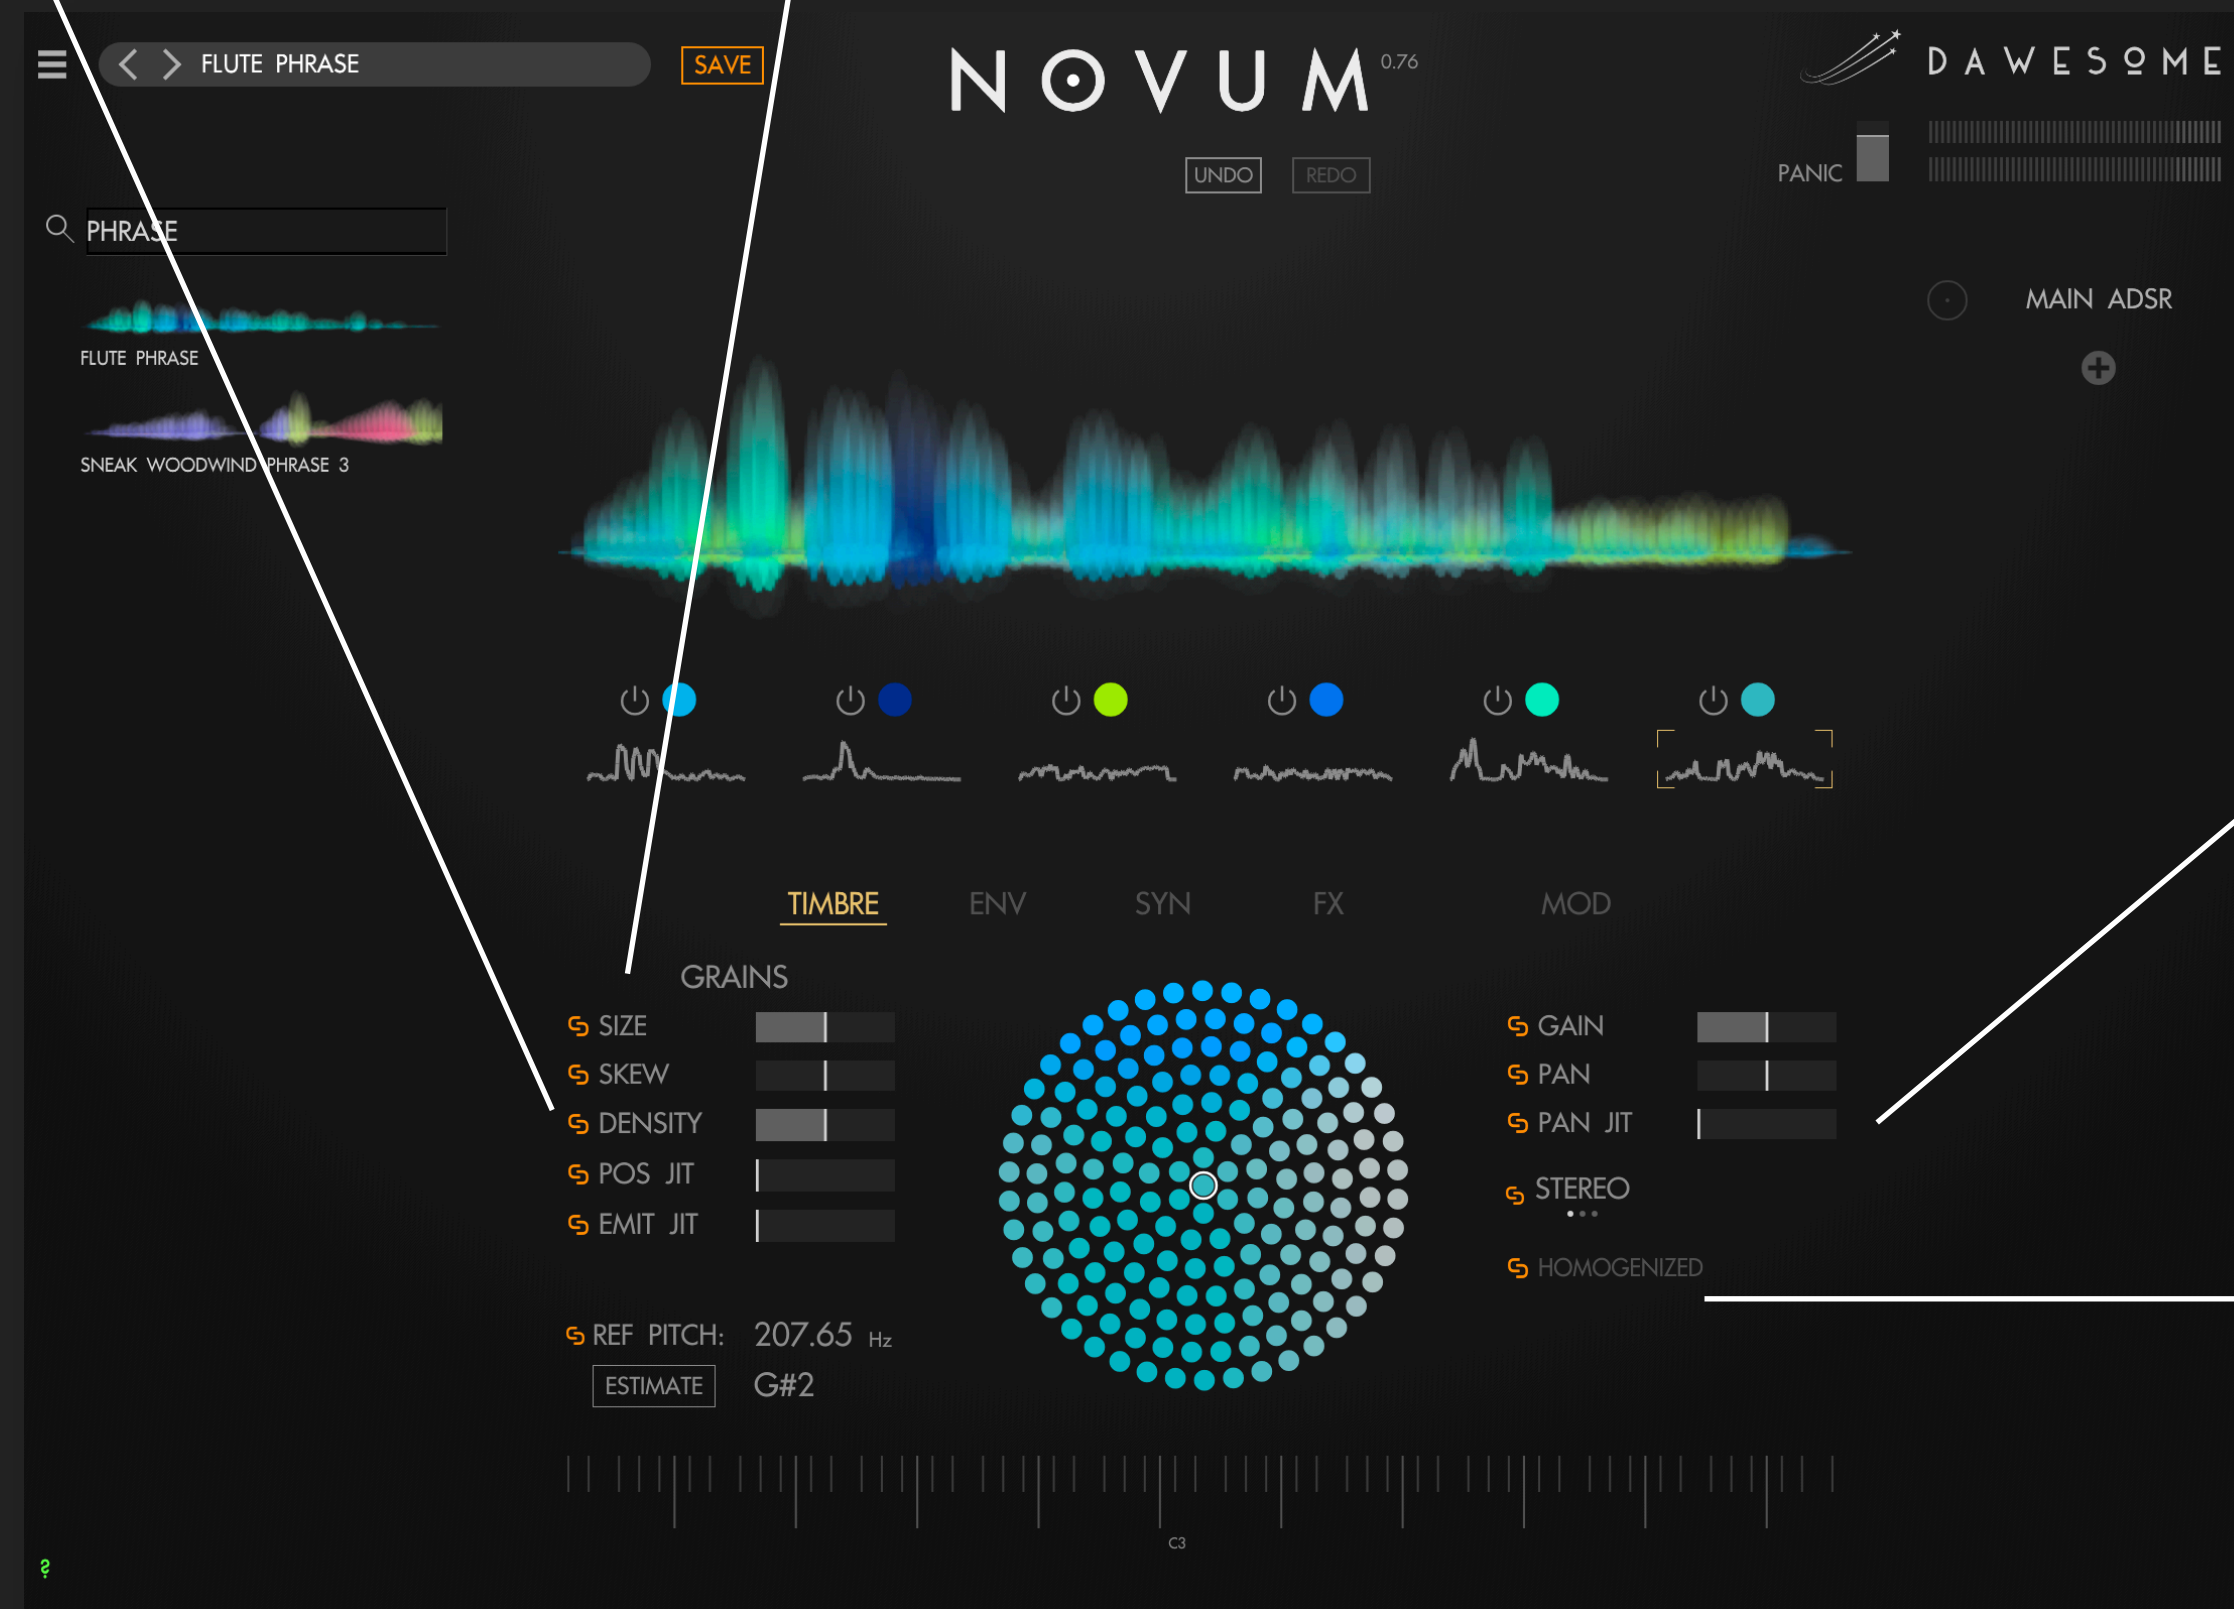 FLUTE PHRASE
SAVE
NOVUM 0.76
DAWESOME
UNDO
REDO
PANIC
PHRASE
MAIN ADSR
FLUTE PHRASE
SNEAK WOODWIND PHRASE 3
TIMBRE
ENV
SYN
FX
MOD
GRAINS
SIZE
SKEW
DENSITY
POS JIT
EMIT JIT
REF PITCH: 207.65 Hz
ESTIMATE G#2
GAIN
PAN
PAN JIT
STEREO
HOMOGENIZED
C3
?